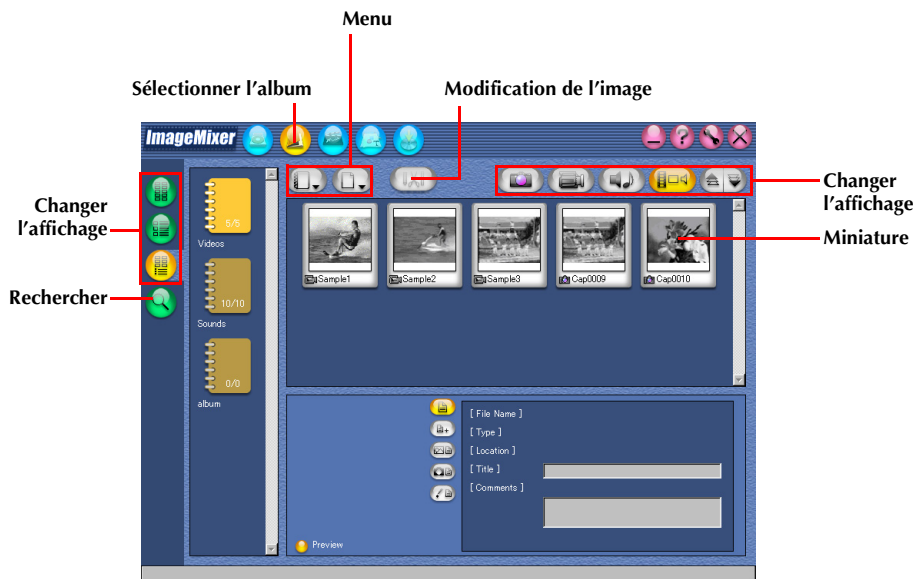 Menu
Sélectionner l'album
Modification de l'image
ImageMixer
Changer
l'affichage
Rechercher
Changer
l'affichage
Miniature
5/5
Videos
10/10
Sounds
0/0
album
Sample1
Sample2
Sample3
Cap0009
Cap0010
[ File Name ]
[ Type ]
[ Location ]
[ Title ]
[ Comments ]
Preview